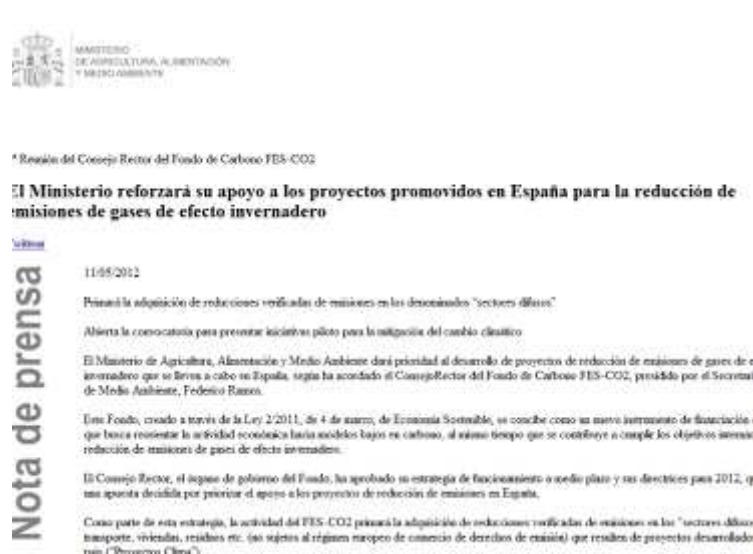 MINISTERIO
DE AGRICULTURA, ALIMENTACIÓN
Y MEDIO AMBIENTE
ª Reunión del Consejo Rector del Fondo de Carbono FES-CO2
El Ministerio reforzará su apoyo a los proyectos promovidos en España para la reducción de
emisiones de gases de efecto invernadero
Nota de prensa
11/05/2012
Primará la adquisición de reducciones verificadas de emisiones en los denominados "sectores difusos"
Abierta la convocatoria para presentar iniciativas piloto para la mitigación del cambio climático
El Ministerio de Agricultura, Alimentación y Medio Ambiente dará prioridad al desarrollo de proyectos de reducción de emisiones de gases de e
invernadero que se lleven a cabo en España, según ha acordado el ConsejoRector del Fondo de Carbono FES-CO2, presidido por el Secretari
de Medio Ambiente, Federico Ramos.
Este Fondo, creado a través de la Ley 2/2011, de 4 de marzo, de Economía Sostenible, se concibe como un nuevo instrumento de financiación
que busca reorientar la actividad económica hacia modelos bajos en carbono, al mismo tiempo que se contribuye a cumplir los objetivos
reducción de emisiones de gases de efecto invernadero.
El Consejo Rector, el órgano de gobierno del Fondo, ha aprobado su estrategia de funcionamiento a medio plazo y sus directrices para 2012, q
una apuesta decidida por priorizar el apoyo a los proyectos de reducción de emisiones en España.
Como parte de esta estrategia, la actividad del FES-CO2 primará la adquisición de reducciones verificadas de emisiones en los "sectores difus
transporte, viviendas, residuos etc. (no sujetos al régimen europeo de comercio de derechos de emisión) que resulten de proyectos desarrollado
país ("Proyectos Clima").